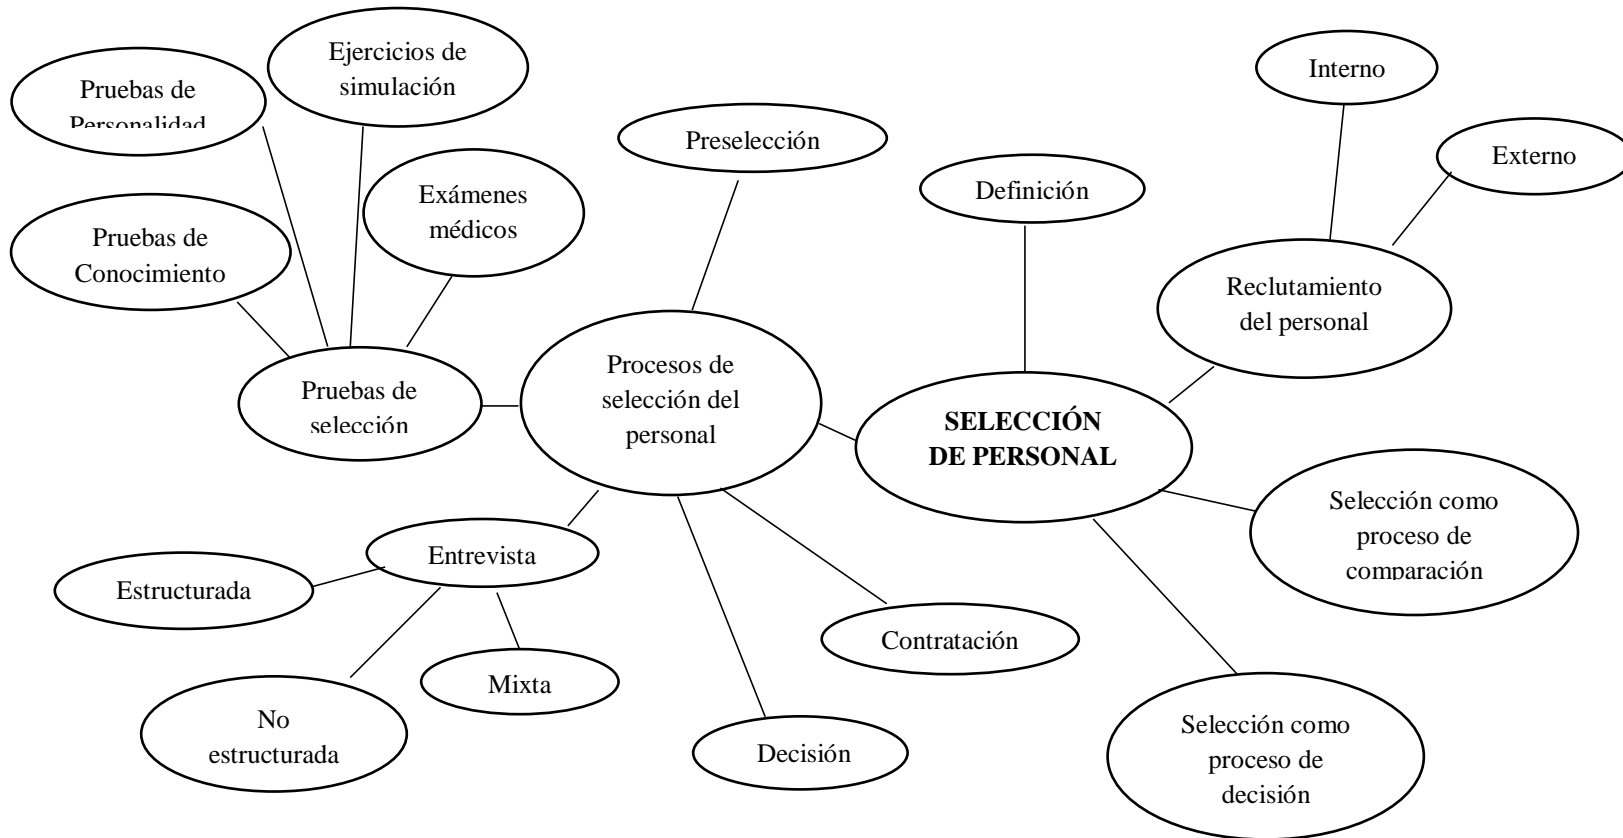 Ejercicios de
simulación
Pruebas de
Personalidad
Interno
Preselección
Externo
Definición
Exámenes
médicos
Pruebas de
Conocimiento
Reclutamiento
del personal
Procesos de
selección del
personal
Pruebas de
selección
SELECCIÓN
DE PERSONAL
Selección como
proceso de
comparación
Entrevista
Estructurada
Contratación
Mixta
No
estructurada
Decisión
Selección como
proceso de
decisión